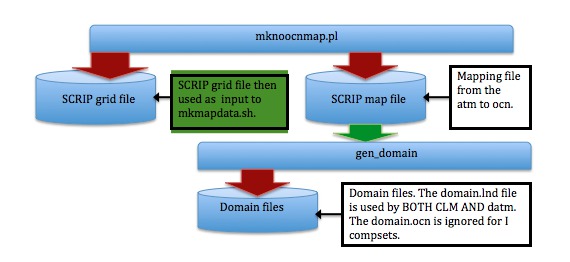 mknoocnmap.pl
SCRIP grid file
SCRIP grid file then
used as input to
mkmapdata.sh.
SCRIP map file
Mapping file
from the
atm to ocn.
gen_domain
Domain files
Domain files. The domain.lnd file
is used by BOTH CLM AND datm.
The domain.ocn is ignored for I
compsets.